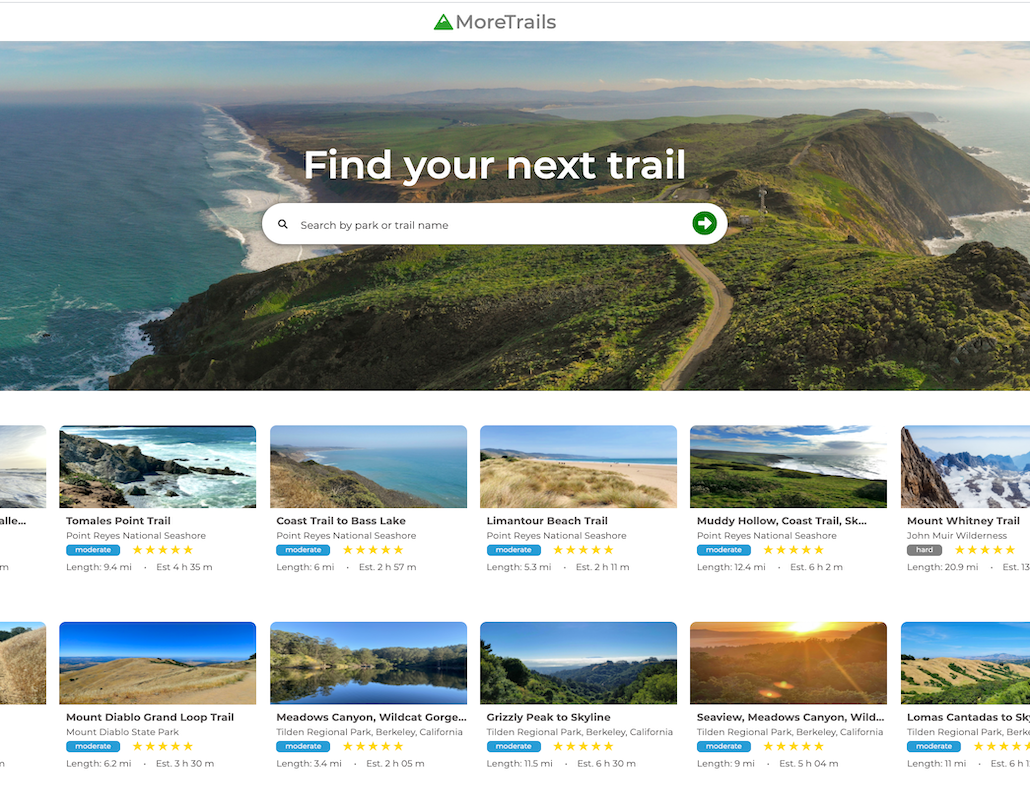 MoreTrails
Find your next trail
Search by park or trail name
alle...
m
Tomales Point Trail
Point Reyes National Seashore
moderate
Length: 9.4 mi • Est 4 h 35 m
Coast Trail to Bass Lake
Point Reyes National Seashore
moderate
Length: 6 mi • Est. 2 h 57 m
Limantour Beach Trail
Point Reyes National Seashore
moderate
Length: 5.3 mi • Est. 2 h 11 m
Muddy Hollow, Coast Trail, Sk...
Point Reyes National Seashore
moderate
Length: 12.4 mi • Est. 6 h 2 m
Mount Whitney Trail
John Muir Wilderness
hard
Length: 20.9 mi • Est. 13
m
Mount Diablo Grand Loop Trail
Mount Diablo State Park
moderate
Length: 6.2 mi • Est. 3 h 30 m
Meadows Canyon, Wildcat Gorge...
Tilden Regional Park, Berkeley, California
moderate
Length: 3.4 mi • Est. 2 h 05 m
Grizzly Peak to Skyline
Tilden Regional Park, Berkeley, California
moderate
Length: 11.5 mi • Est. 6 h 30 m
Seaview, Meadows Canyon, Wild...
Tilden Regional Park, Berkeley, California
moderate
Length: 9 mi • Est. 5 h 04 m
Lomas Cantadas to Sky
Tilden Regional Park, Berke
moderate
Length: 11 mi • Est. 6 h 1